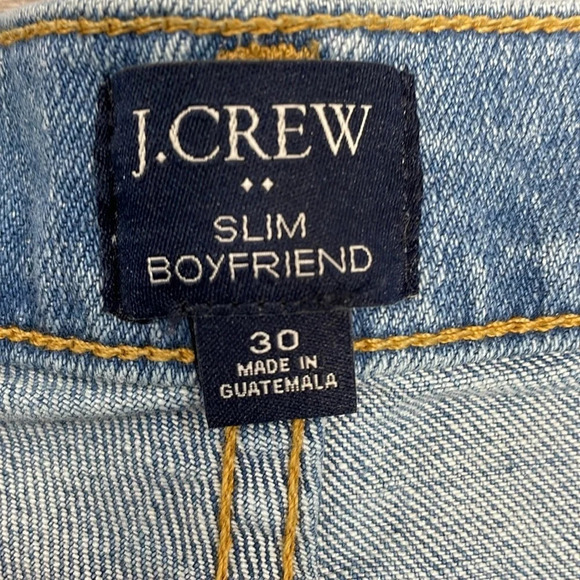 J.CREW
SLIM
BOYFRIEND
30
MADE IN
GUATEMALA